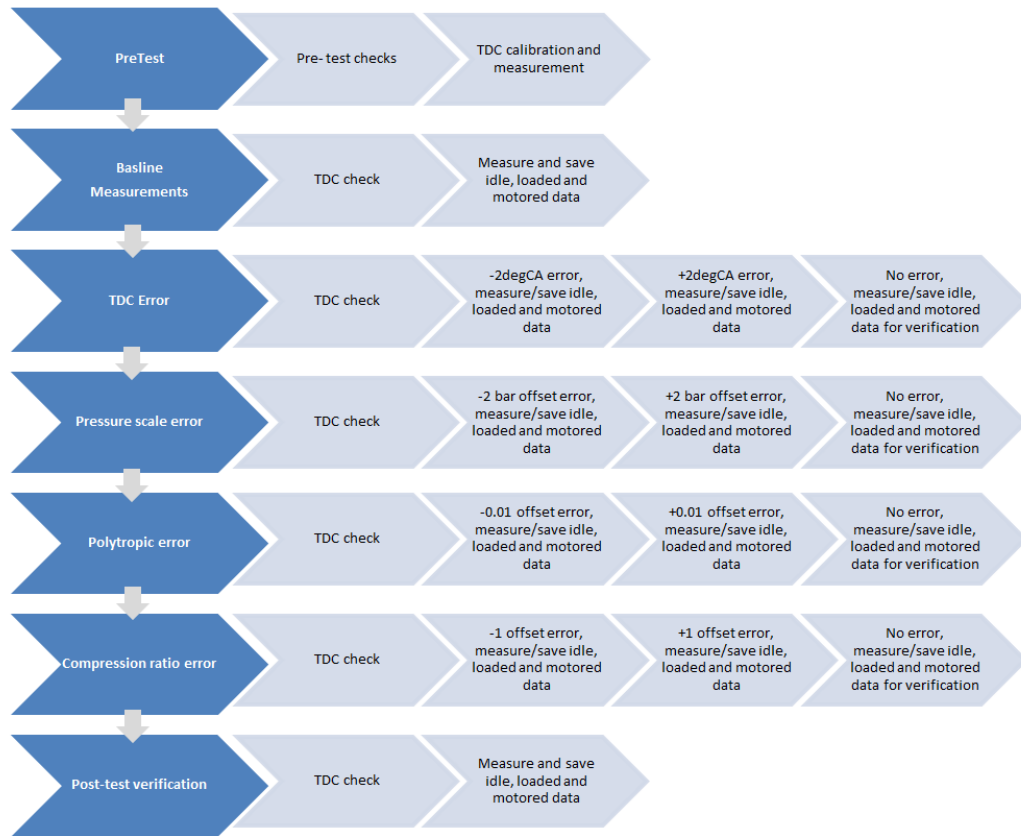 PreTest
Pre- test checks
TDC calibration and
measurement
Basline
Measurements
TDC check
Measure and save
idle, loaded and
motored data
TDC Error
TDC check
-2degCA error,
measure/save idle,
loaded and motored
data
+2degCA error,
measure/save idle,
loaded and motored
data
No error,
measure/save idle,
loaded and motored
data for verification
Pressure scale error
TDC check
-2 bar offset error,
measure/save idle,
loaded and motored
data
+2 bar offset error,
measure/save idle,
loaded and motored
data
No error,
measure/save idle,
loaded and motored
data for verification
Polytropic error
TDC check
-0.01 offset error,
measure/save idle,
loaded and motored
data
+0.01 offset error,
measure/save idle,
loaded and motored
data
No error,
measure/save idle,
loaded and motored
data for verification
Compression ratio error
TDC check
-1 offset error,
measure/save idle,
loaded and motored
data
+1 offset error,
measure/save idle,
loaded and motored
data
No error,
measure/save idle,
loaded and motored
data for verification
Post-test verification
TDC check
Measure and save
idle, loaded and
motored data